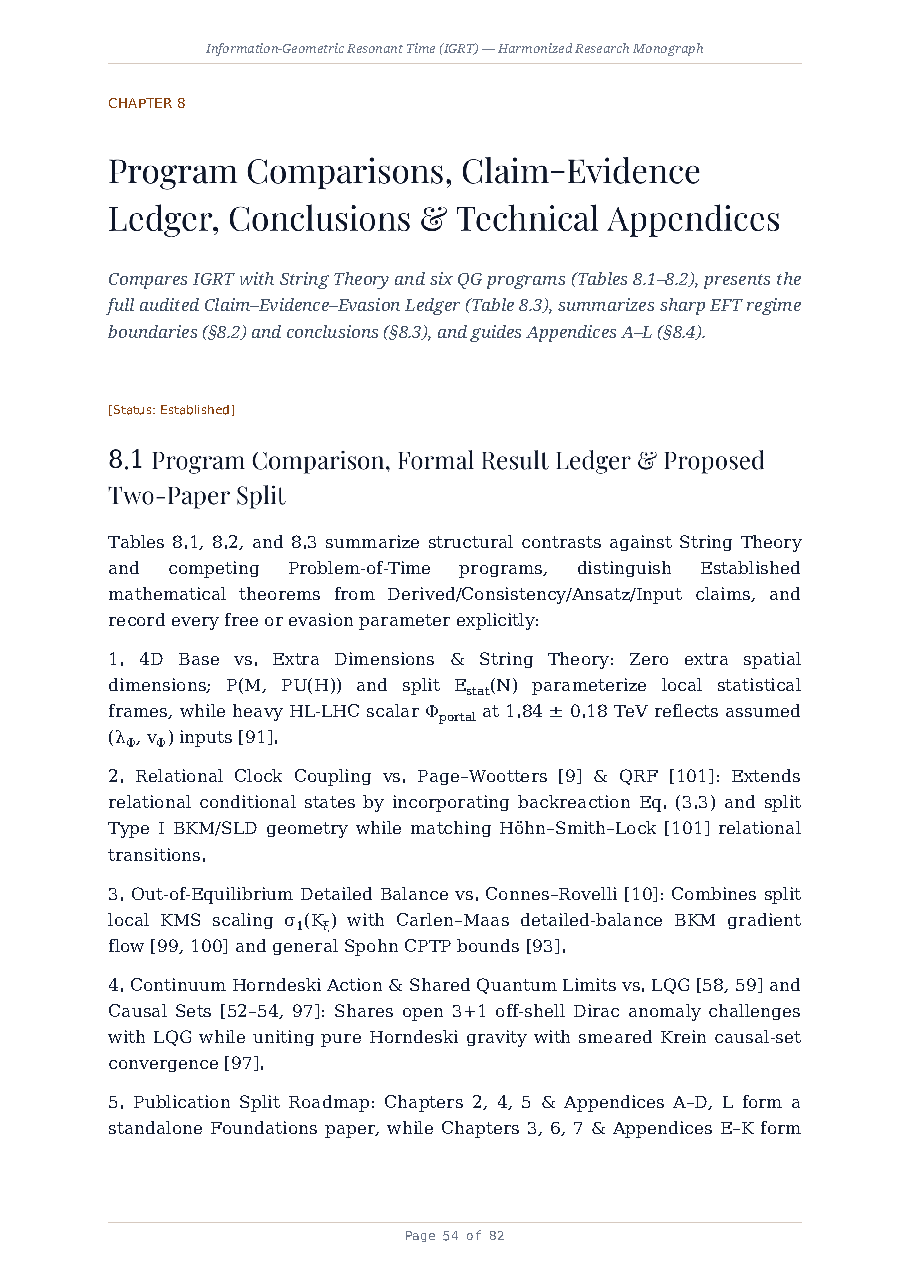 Information-Geometric Resonant Time (IGRT) — Harmonized Research Monograph
CHAPTER 8
Program Comparisons, Claim–Evidence
Ledger, Conclusions & Technical Appendices
Compares IGRT with String Theory and six QG programs (Tables 8.1–8.2), presents the
full audited Claim–Evidence–Evasion Ledger (Table 8.3), summarizes sharp EFT regime
boundaries (§8.2) and conclusions (§8.3), and guides Appendices A–L (§8.4).
[Status: Established]
8.1 Program Comparison, Formal Result Ledger & Proposed
Two-Paper Split
Tables 8.1, 8.2, and 8.3 summarize structural contrasts against String Theory
and competing Problem-of-Time programs, distinguish Established
mathematical theorems from Derived/Consistency/Ansatz/Input claims, and
record every free or evasion parameter explicitly:
1. 4D Base vs. Extra Dimensions & String Theory: Zero extra spatial
dimensions; P(M, PU(H)) and split E_stat(N) parameterize local statistical
frames, while heavy HL-LHC scalar Φ_portal at 1.84 ± 0.18 TeV reflects assumed
(λ_Φ, v_Φ) inputs [91].
2. Relational Clock Coupling vs. Page–Wootters [9] & QRF [101]: Extends
relational conditional states by incorporating backreaction Eq. (3.3) and split
Type I BKM/SLD geometry while matching Höhn–Smith–Lock [101] relational
transitions.
3. Out-of-Equilibrium Detailed Balance vs. Connes–Rovelli [10]: Combines split
local KMS scaling σ₁(K_ξ) with Carlen–Maas detailed-balance BKM gradient
flow [99, 100] and general Spohn CPTP bounds [93].
4. Continuum Horndeski Action & Shared Quantum Limits vs. LQG [58, 59] and
Causal Sets [52–54, 97]: Shares open 3+1 off-shell Dirac anomaly challenges
with LQG while uniting pure Horndeski gravity with smeared Krein causal-set
convergence [97].
5. Publication Split Roadmap: Chapters 2, 4, 5 & Appendices A–D, L form a
standalone Foundations paper, while Chapters 3, 6, 7 & Appendices E–K form
Page 54 of 82